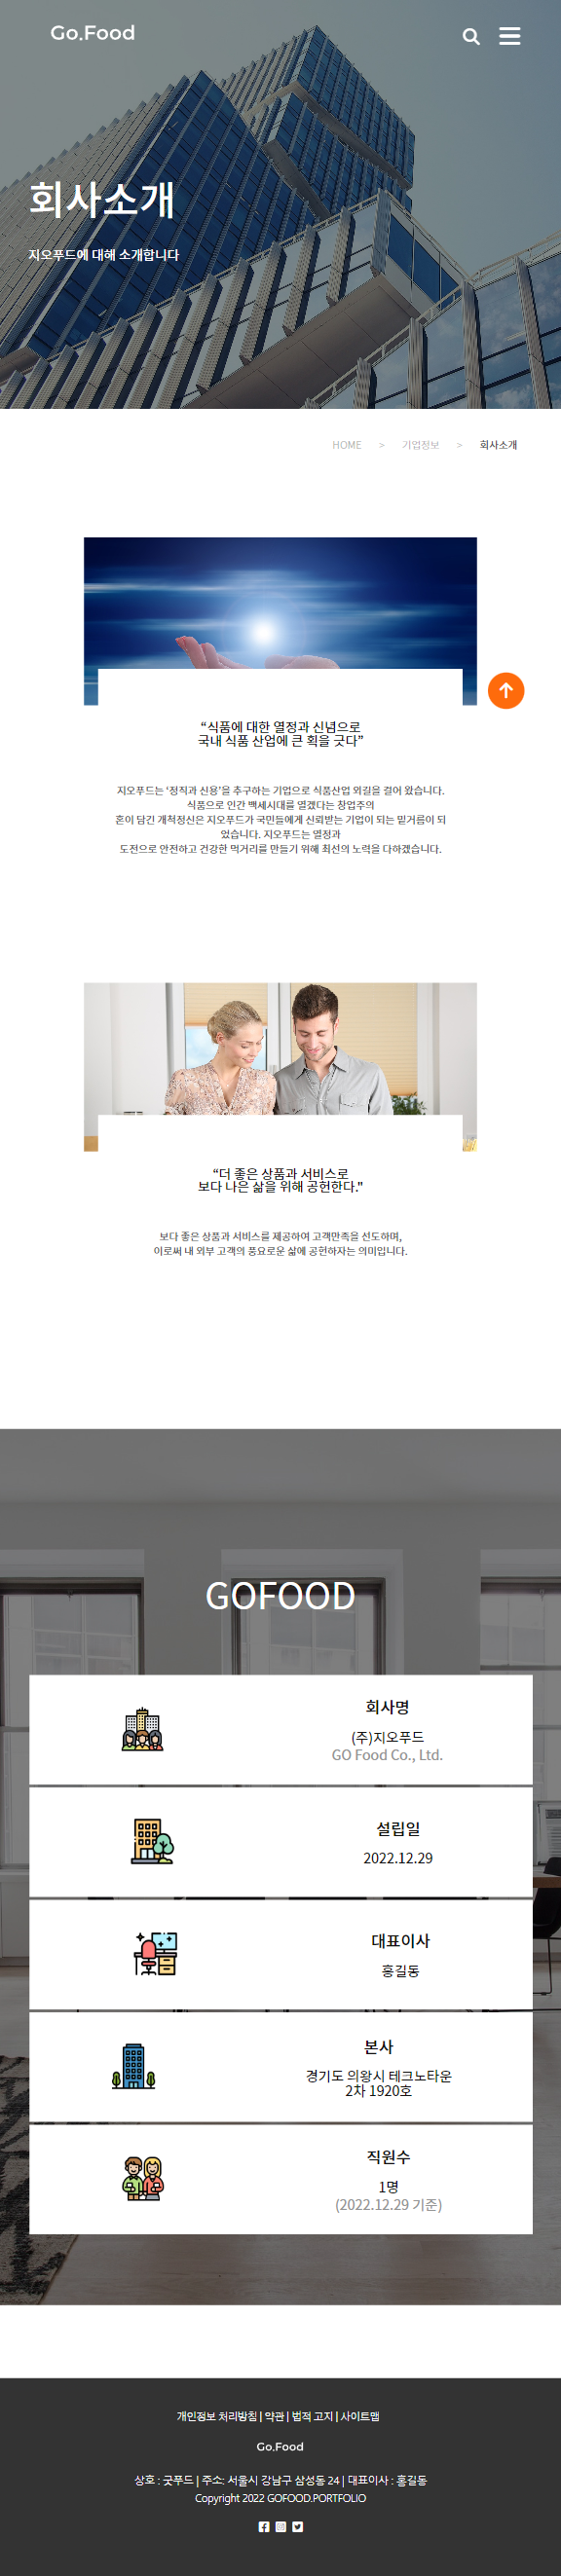 Go.Food
회사소개
지오푸드에 대해 소개합니다
HOME > 기업정보 > 회사소개
“식품에 대한 열정과 신념으로
국내 식품 산업에 큰 획을 긋다”
지오푸드는 ‘정직과 신용’을 추구하는 기업으로 식품산업 외길을 걸어 왔습니다.
식품으로 인간 백세시대를 열겠다는 창업주의
혼이 담긴 개척정신은 지오푸드가 국민들에게 신뢰받는 기업이 되는 밑거름이 되
었습니다. 지오푸드는 열정과
도전으로 안전하고 건강한 먹거리를 만들기 위해 최선의 노력을 다하겠습니다.
“더 좋은 상품과 서비스로
보다 나은 삶을 위해 공헌한다."
보다 좋은 상품과 서비스를 제공하여 고객만족을 선도하며,
이로써 내 외부 고객의 풍요로운 삶에 공헌하자는 의미입니다.
GOFOOD
회사명
(주)지오푸드
GO Food Co., Ltd.
설립일
2022.12.29
대표이사
홍길동
본사
경기도 의왕시 테크노타운
2차 1920호
직원수
1명
(2022.12.29 기준)
개인정보 처리방침 | 약관 | 법적 고지 | 사이트맵
Go.Food
상호 : 굿푸드 | 주소: 서울시 강남구 삼성동 24 | 대표이사 : 홍길동
Copyright 2022 GOFOOD.PORTFOLIO